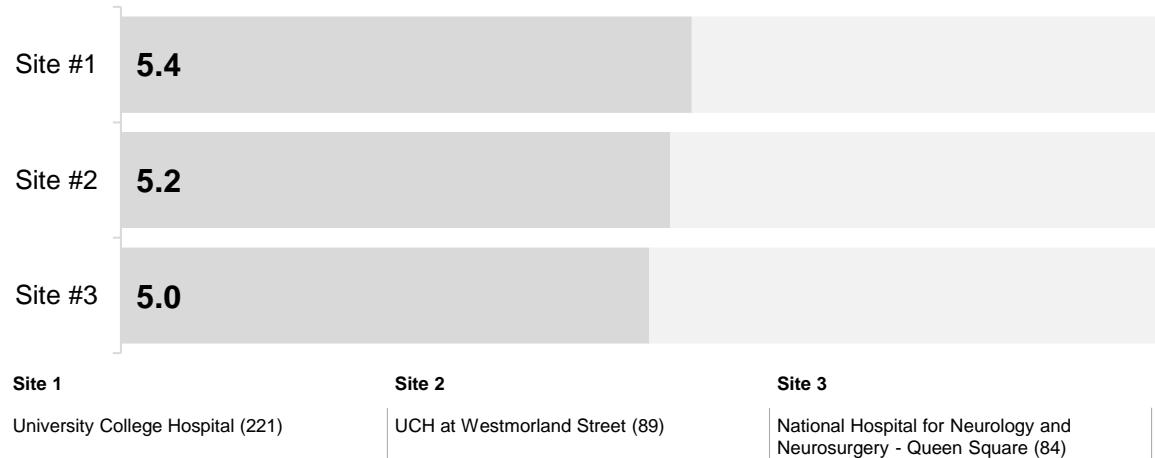 Site #1
5.4
Site #2
5.2
Site #3
5.0
Site 1
University College Hospital (221)
Site 2
UCH at Westmorland Street (89)
Site 3
National Hospital for Neurology and
Neurosurgery - Queen Square (84)